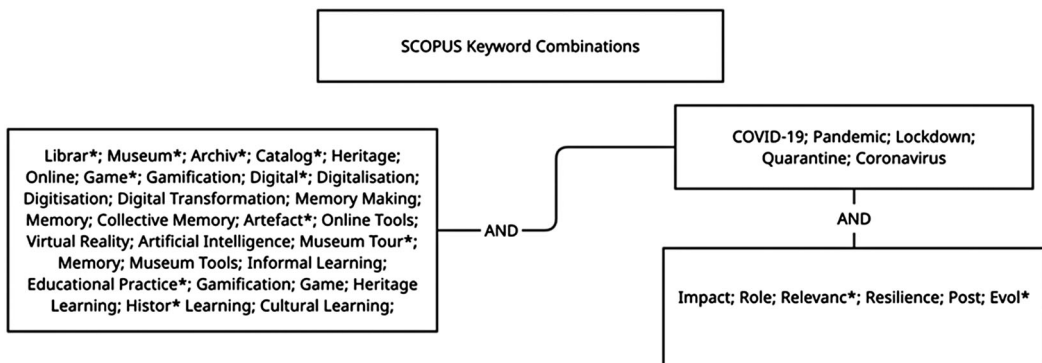 SCOPUS Keyword Combinations
Librar*; Museum*; Archiv*; Catalog*; Heritage;
Online; Game*; Gamification; Digital*; Digitalisation;
Digitisation; Digital Transformation; Memory Making;
Memory; Collective Memory; Artefact*; Online Tools;
Virtual Reality; Artificial Intelligence; Museum Tour*;
Memory; Museum Tools; Informal Learning;
Educational Practice*; Gamification; Game; Heritage
Learning; Histor* Learning; Cultural Learning;
AND
COVID-19; Pandemic; Lockdown;
Quarantine; Coronavirus
AND
Impact; Role; Relevanc*; Resilience; Post; Evol*